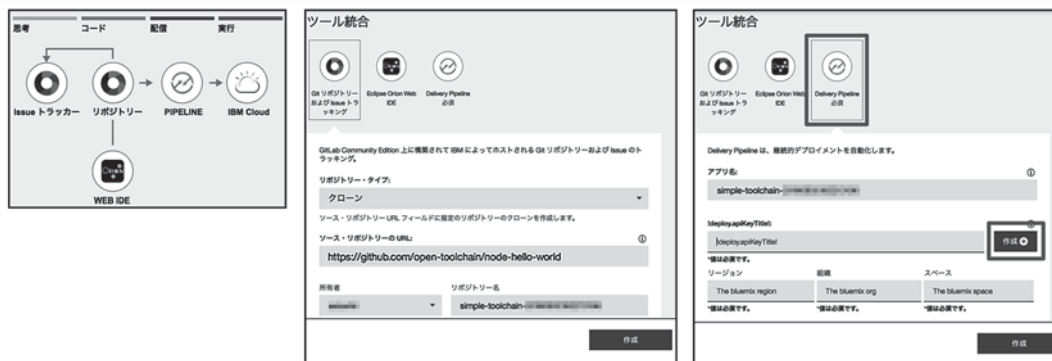 思考 コード 配信 実行
Issue トラッカー リポジトリー PIPELINE IBM Cloud
ORION
WEB IDE
ツール統合
Git リポジトリーおよび Issue トラッキング
Eclipse Orion Web IDE
Delivery Pipeline 必須
GitLab Community Edition 上に構築されて IBM によってホストされる Git リポジトリーおよび Issue のト
ラッキング。
リポジトリー・タイプ:
クローン
ソース・リポジトリー URL フィールドに指定のリポジトリーのクローンを作成します。
ソース・リポジトリーの URL:
https://github.com/open-toolchain/node-hello-world
所有者 リポジトリー名
simple-toolchain-
作成
ツール統合
Git リポジトリーおよび Issue トラッキング
Eclipse Orion Web IDE
Delivery Pipeline 必須
Delivery Pipeline は、継続的デプロイメントを自動化します。
アプリ名:
simple-toolchain-
!deploy.apiKeyTitle!:
!deploy.apiKeyTitle!
作成
*値は必須です。
リージョン 組織 スペース
The bluemix region The bluemix org The bluemix space
*値は必須です。 *値は必須です。 *値は必須です。
作成